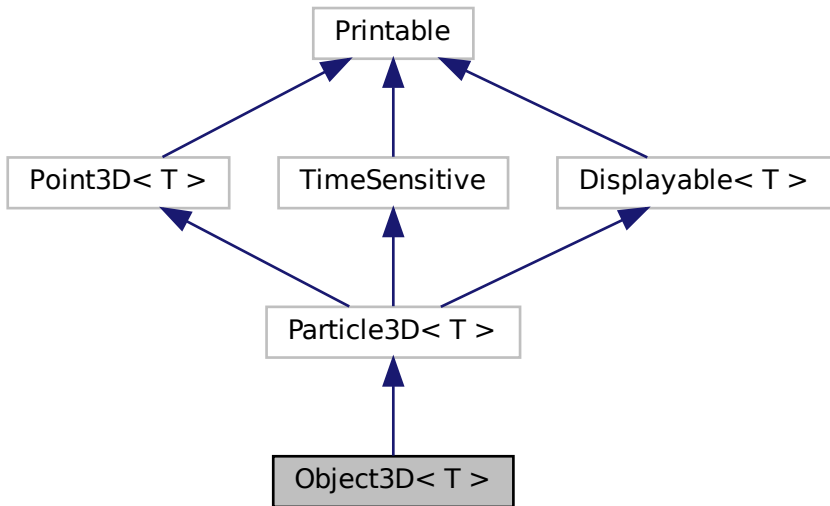 Printable
Point3D< T >
TimeSensitive
Displayable< T >
Particle3D< T >
Object3D< T >